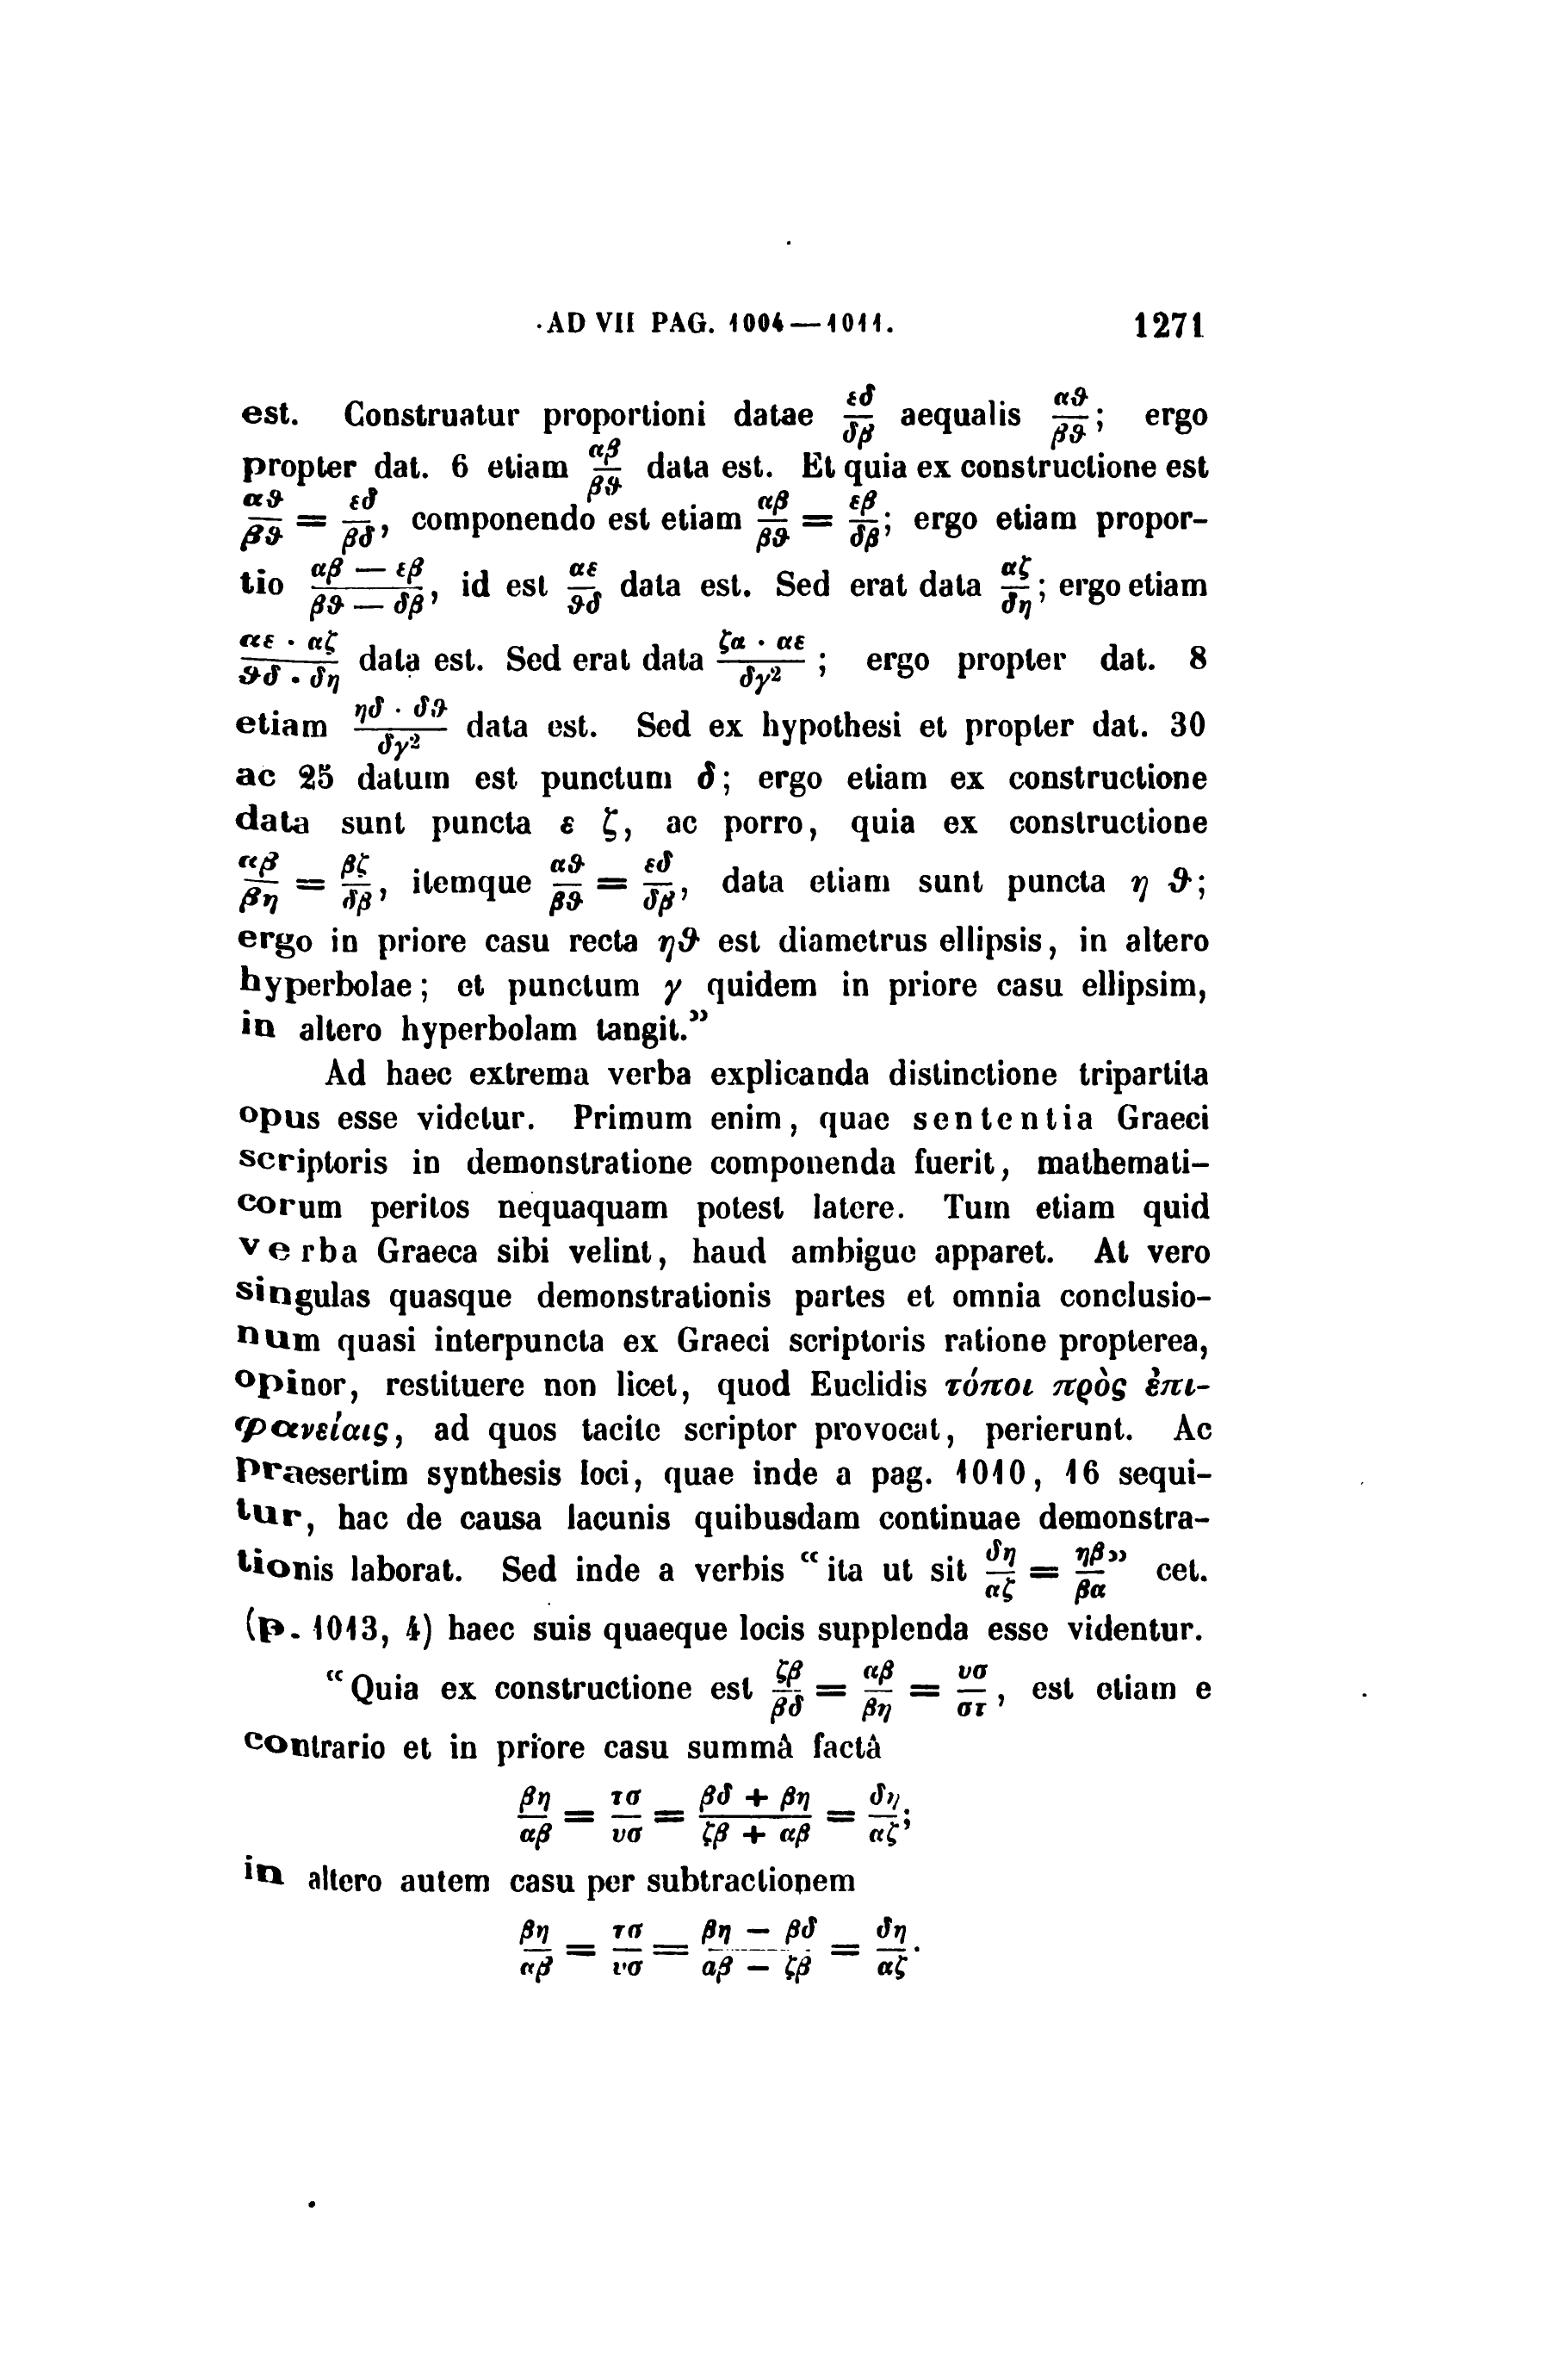 AD VII PAG. 1004—1011. 1271
est. Construatur proportioni datae εδ/δβ aequalis αϑ/βϑ; ergo
propter dat. 6 etiam αβ/βϑ data est. Et quia ex constructione est
αϑ/βϑ = εδ/βδ, componendo est etiam αβ/βϑ = εβ/δβ; ergo etiam propor-
tio (αβ — εβ)/(βϑ — δβ), id est αε/ϑδ data est. Sed erat data αζ/δη; ergo etiam
(αε · αζ)/(ϑδ · δη) data est. Sed erat data (ζα · αε)/δγ²; ergo propter dat. 8
etiam (ηδ · δϑ)/δγ² data est. Sed ex hypothesi et propter dat. 30
ac 25 datum est punctum δ; ergo etiam ex constructione
data sunt puncta ε ζ, ac porro, quia ex constructione
αβ/βη = βζ/δβ, itemque αϑ/βϑ = εδ/δβ, data etiam sunt puncta η ϑ;
ergo in priore casu recta ηϑ est diametrus ellipsis, in altero
hyperbolae; et punctum γ quidem in priore casu ellipsim,
in altero hyperbolam tangit.”
Ad haec extrema verba explicanda distinctione tripartita
opus esse videtur. Primum enim, quae sententia Graeci
scriptoris in demonstratione componenda fuerit, mathemati-
corum peritos nequaquam potest latere. Tum etiam quid
verba Graeca sibi velint, haud ambigue apparet. At vero
singulas quasque demonstrationis partes et omnia conclusio-
num quasi interpuncta ex Graeci scriptoris ratione propterea,
opinor, restituere non licet, quod Euclidis τόποι πρὸς ἐπι-
φανείαις, ad quos tacite scriptor provocat, perierunt. Ac
praesertim synthesis loci, quae inde a pag. 1010, 16 sequi-
tur, hac de causa lacunis quibusdam continuae demonstra-
tionis laborat. Sed inde a verbis “ita ut sit δη/αζ = ηβ/βα” cet.
(p. 1013, 4) haec suis quaeque locis supplenda esse videntur.
“Quia ex constructione est ζβ/βδ = αβ/βη = υσ/στ, est etiam e
contrario et in priore casu summâ factâ
βη/αβ = τσ/υσ = (βδ + βη)/(ζβ + αβ) = δη/αζ;
in altero autem casu per subtractionem
βη/αβ = τσ/υσ = (βη — βδ)/(αβ — ζβ) = δη/αζ.